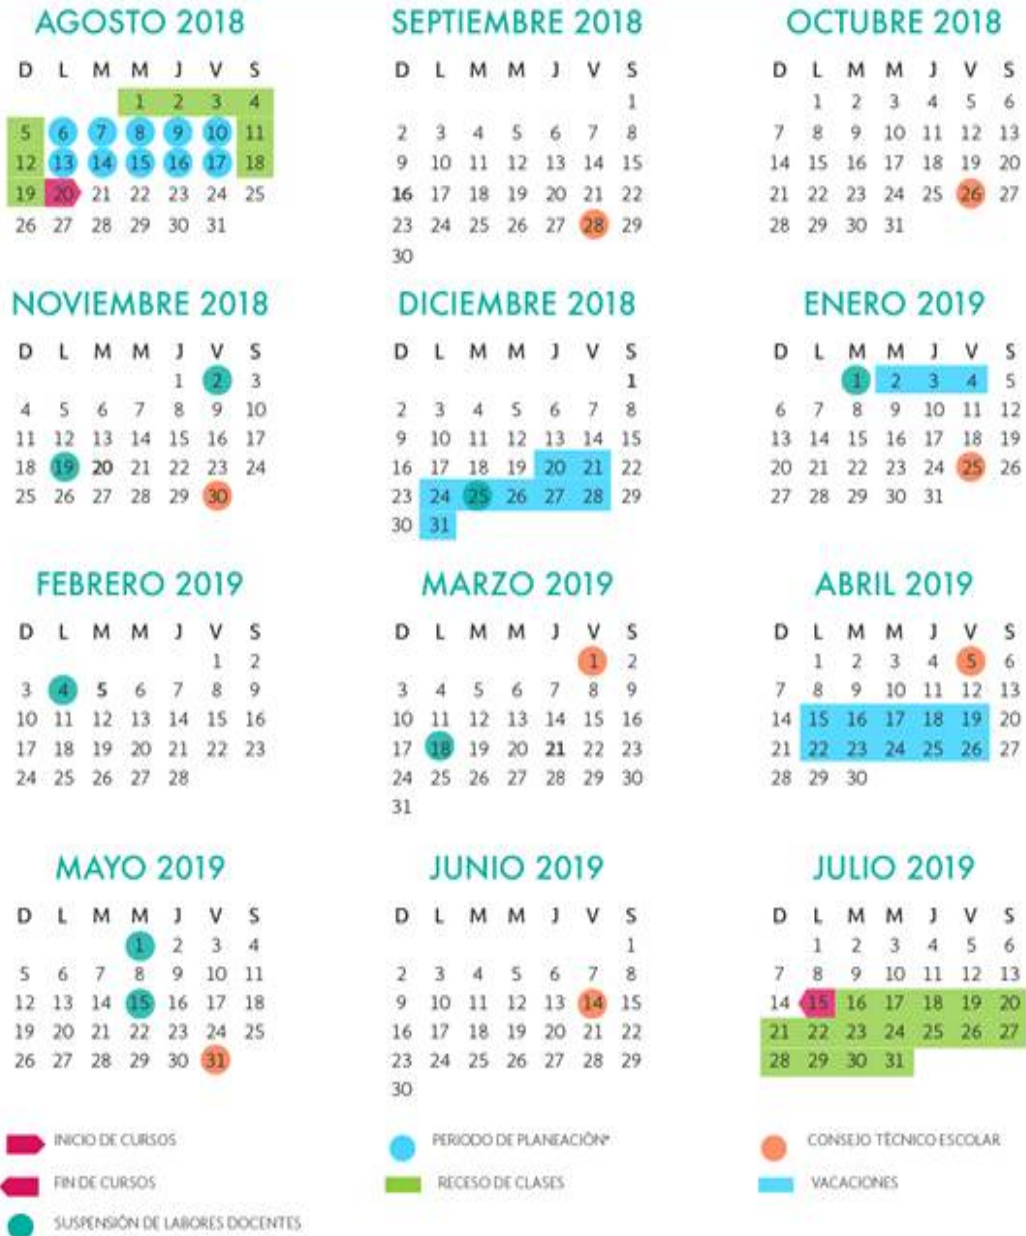 AGOSTO 2018
D L M M J V S
1 2 3 4
5 6 7 8 9 10 11
12 13 14 15 16 17 18
19 20 21 22 23 24 25
26 27 28 29 30 31
SEPTIEMBRE 2018
D L M M J V S
1
2 3 4 5 6 7 8
9 10 11 12 13 14 15
16 17 18 19 20 21 22
23 24 25 26 27 28 29
30
OCTUBRE 2018
D L M M J V S
1 2 3 4 5 6
7 8 9 10 11 12 13
14 15 16 17 18 19 20
21 22 23 24 25 26 27
28 29 30 31
NOVIEMBRE 2018
D L M M J V S
1 2 3
4 5 6 7 8 9 10
11 12 13 14 15 16 17
18 19 20 21 22 23 24
25 26 27 28 29 30
DICIEMBRE 2018
D L M M J V S
1
2 3 4 5 6 7 8
9 10 11 12 13 14 15
16 17 18 19 20 21 22
23 24 25 26 27 28 29
30 31
ENERO 2019
D L M M J V S
1 2 3 4 5
6 7 8 9 10 11 12
13 14 15 16 17 18 19
20 21 22 23 24 25 26
27 28 29 30 31
FEBRERO 2019
D L M M J V S
1 2
3 4 5 6 7 8 9
10 11 12 13 14 15 16
17 18 19 20 21 22 23
24 25 26 27 28
MARZO 2019
D L M M J V S
1 2
3 4 5 6 7 8 9
10 11 12 13 14 15 16
17 18 19 20 21 22 23
24 25 26 27 28 29 30
31
ABRIL 2019
D L M M J V S
1 2 3 4 5 6
7 8 9 10 11 12 13
14 15 16 17 18 19 20
21 22 23 24 25 26 27
28 29 30
MAYO 2019
D L M M J V S
1 2 3 4
5 6 7 8 9 10 11
12 13 14 15 16 17 18
19 20 21 22 23 24 25
26 27 28 29 30 31
JUNIO 2019
D L M M J V S
1
2 3 4 5 6 7 8
9 10 11 12 13 14 15
16 17 18 19 20 21 22
23 24 25 26 27 28 29
30
JULIO 2019
D L M M J V S
1 2 3 4 5 6
7 8 9 10 11 12 13
14 15 16 17 18 19 20
21 22 23 24 25 26 27
28 29 30 31
INICIO DE CURSOS
FIN DE CURSOS
SUSPENSIÓN DE LABORES DOCENTES
PERIODO DE PLANEACIÓN*
RECESO DE CLASES
CONSEJO TÉCNICO ESCOLAR
VACACIONES